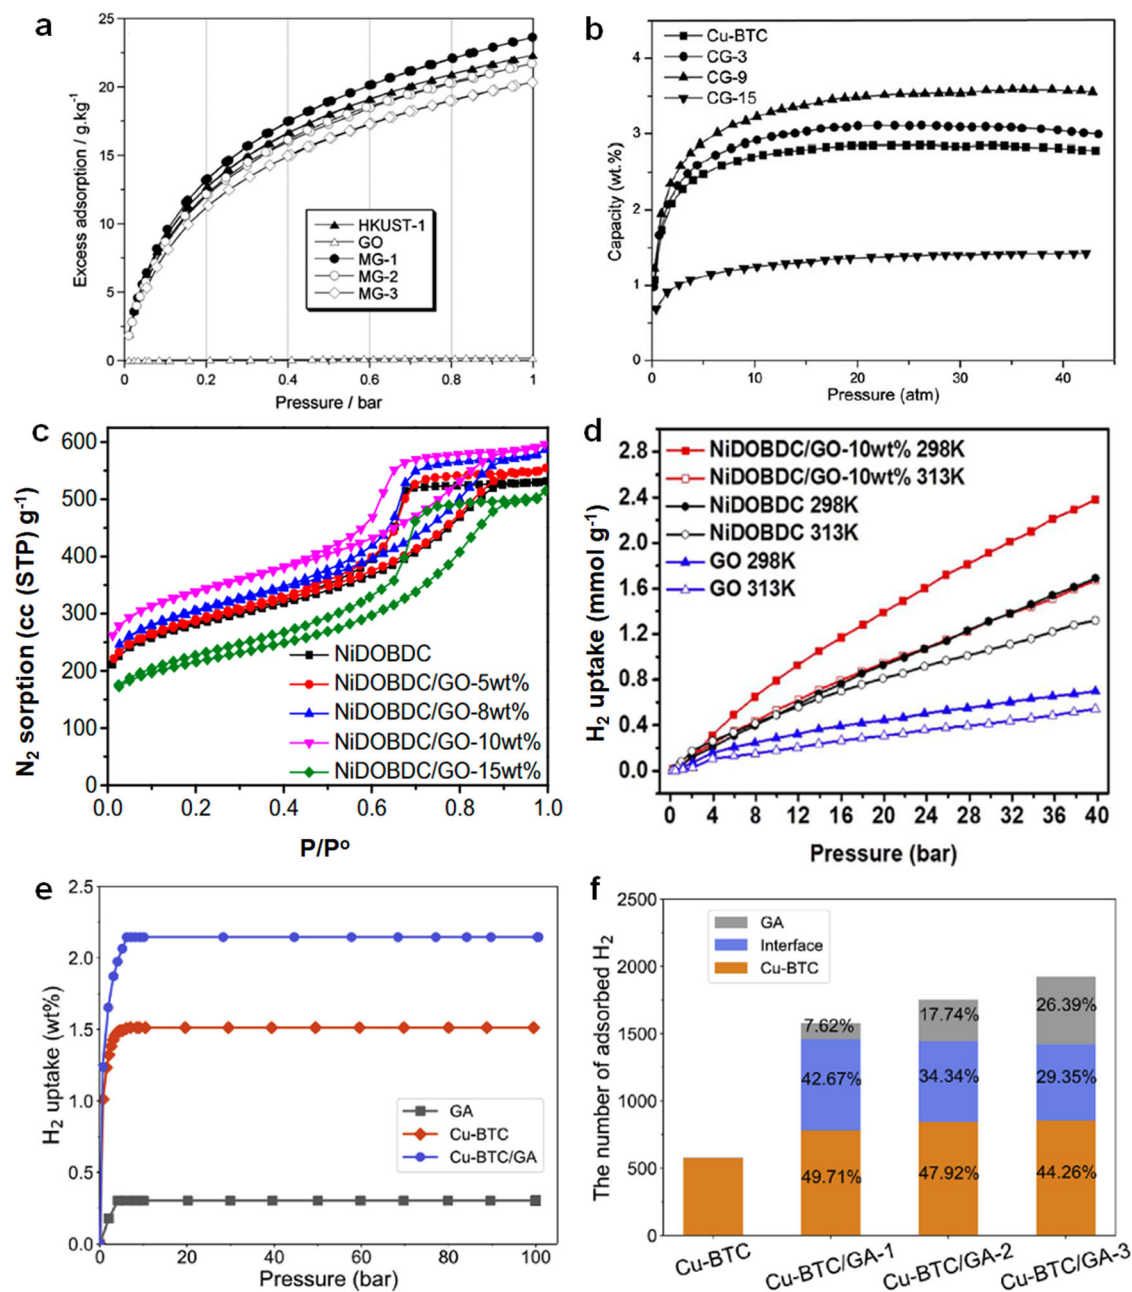 a
Excess adsorption / g.kg⁻¹
25
20
15
10
5
0
HKUST-1
GO
MG-1
MG-2
MG-3
0 0.2 0.4 0.6 0.8 1
Pressure / bar
b
Capacity (wt.%)
4
3
2
1
0
Cu-BTC
CG-3
CG-9
CG-15
0 10 20 30 40
Pressure (atm)
c
N₂ sorption (cc (STP) g⁻¹)
600
500
400
300
200
100
0
NiDOBDC
NiDOBDC/GO-5wt%
NiDOBDC/GO-8wt%
NiDOBDC/GO-10wt%
NiDOBDC/GO-15wt%
0.0 0.2 0.4 0.6 0.8 1.0
P/P⁰
d
H₂ uptake (mmol g⁻¹)
2.8
2.4
2.0
1.6
1.2
0.8
0.4
0.0
NiDOBDC/GO-10wt% 298K
NiDOBDC/GO-10wt% 313K
NiDOBDC 298K
NiDOBDC 313K
GO 298K
GO 313K
0 4 8 12 16 20 24 28 32 36 40
Pressure (bar)
e
H₂ uptake (wt%)
2.5
2.0
1.5
1.0
0.5
0.0
GA
Cu-BTC
Cu-BTC/GA
0 20 40 60 80 100
Pressure (bar)
f
The number of adsorbed H₂
2500
2000
1500
1000
500
0
GA
Interface
Cu-BTC
7.62%
42.67%
49.71%
17.74%
34.34%
47.92%
26.39%
29.35%
44.26%
Cu-BTC
Cu-BTC/GA-1
Cu-BTC/GA-2
Cu-BTC/GA-3